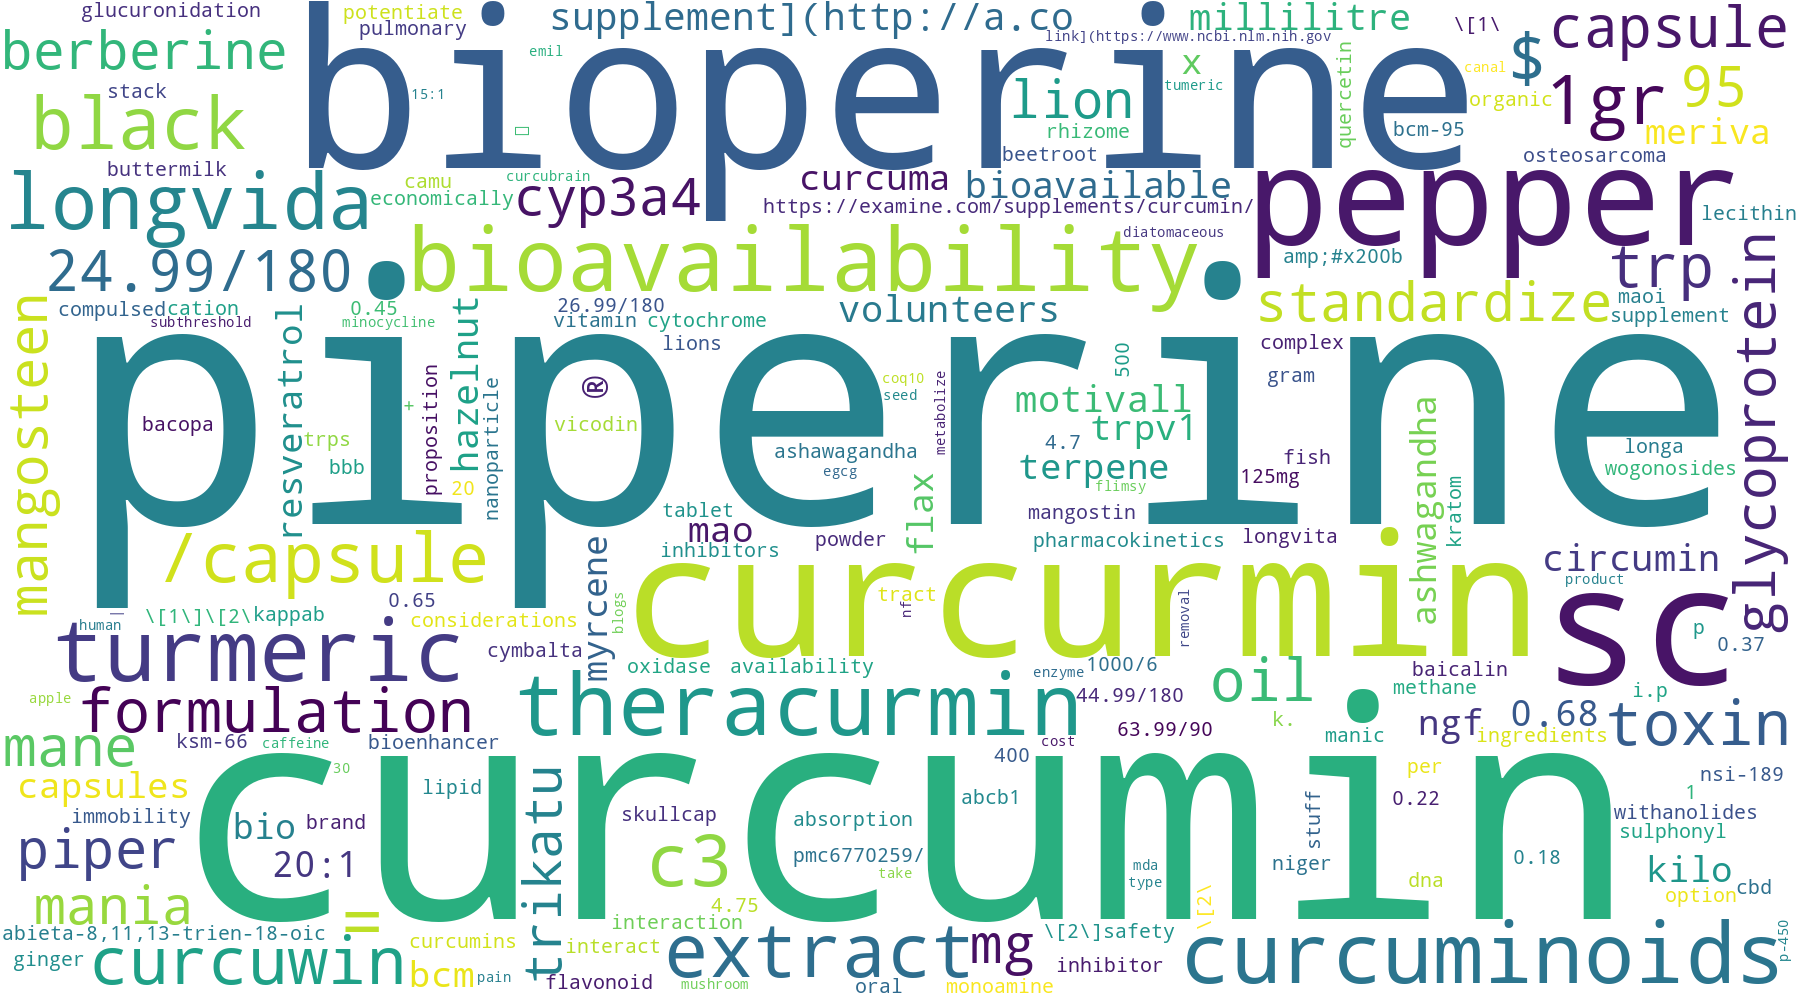 glucuronidation
potentiate
pulmonary
supplement](http://a.co
millilitre
\[1\
capsule
berberine
bioperine
emil
link](https://www.ncbi.nlm.nih.gov
x
$
stack
15:1
lion
tumeric
quercetin
canal
organic
1gr
95
black
rhizome
bcm-95
meriva
buttermilk
beetroot
osteosarcoma
longvida
camu
curcubrain
economically
cyp3a4
curcuma
bioavailable
pepper
https://examine.com/supplements/curcumin/
lecithin
24.99/180
bioavailability
diatomaceous
amp;#x200b
trp
glycoprotein
mangosteen
compulsed
cation
0.45
26.99/180
volunteers
standardize
maoi
supplement
subthreshold
minocycline
vitamin
cytochrome
resveratrol
hazelnut
lions
complex
piperine
500
gram
bacopa
+
proposition
®
coq10
seed
metabolize
motivall
trpv1
ashwagandha
trps
vicodin
4.7
longa
bbb
nanoparticle
ashawagandha
egcg
terpene
fish
125mg
wogonosides
20
flimsy
kratom
tablet
flax
mangostin
/capsule
mao
inhibitors
powder
pharmacokinetics
longvita
circumin
product
myrcene
curcurmin
sc
0.65
blogs
tract
nf
removal
human
\[1\]\[2\
kappab
considerations
p
0.37
turmeric
cymbalta
oxidase
availability
enzyme
1000/6
oil
baicalin
apple
formulation
theracurmin
44.99/180
methane
i.p
k.
ngf
0.68
toxin
mane
ksm-66
caffeine
bioenhancer
cost
63.99/90
manic
ingredients
30
400
per
nsi-189
capsules
lipid
trikatu
curcumin
abcb1
0.22
1
immobility
bio
brand
skullcap
absorption
stuff
withanolides
sulphonyl
piper
20:1
c3
pmc6770259/
take
mda
type
niger
0.18
kilo
dna
option
cbd
mania
=
4.75
\[2\
abieta-8,11,13-trien-18-oic
interaction
curcumins
interact
extract
mg
\[2\]safety
curcuminoids
p-450
ginger
curcuwin
bcm
pain
flavonoid
mushroom
oral
monoamine
inhibitor